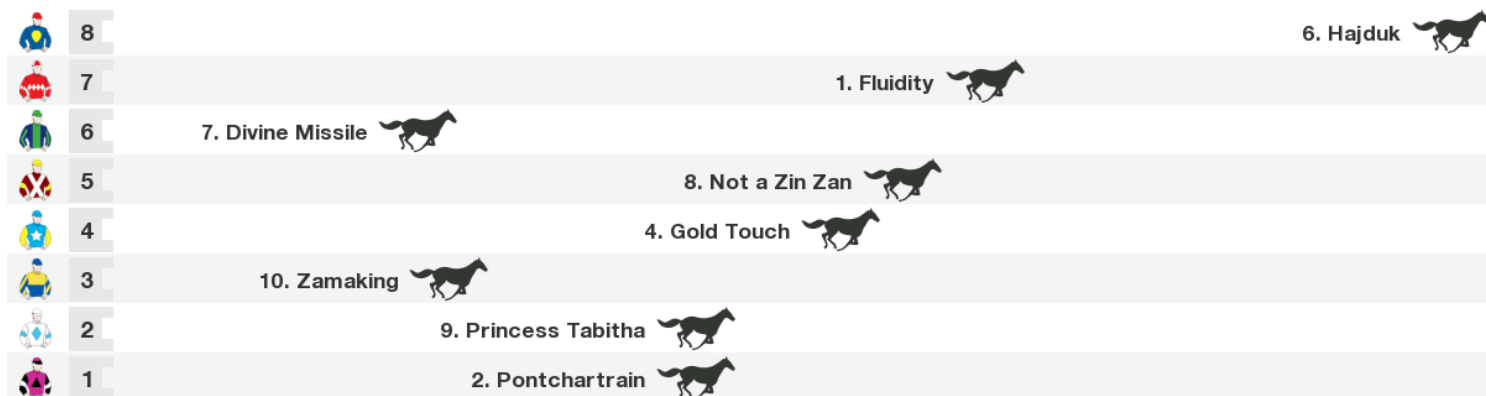 8 6. Hajduk
7 1. Fluidity
6 7. Divine Missile
5 8. Not a Zin Zan
4 4. Gold Touch
3 10. Zamaking
2 9. Princess Tabitha
1 2. Pontchartrain